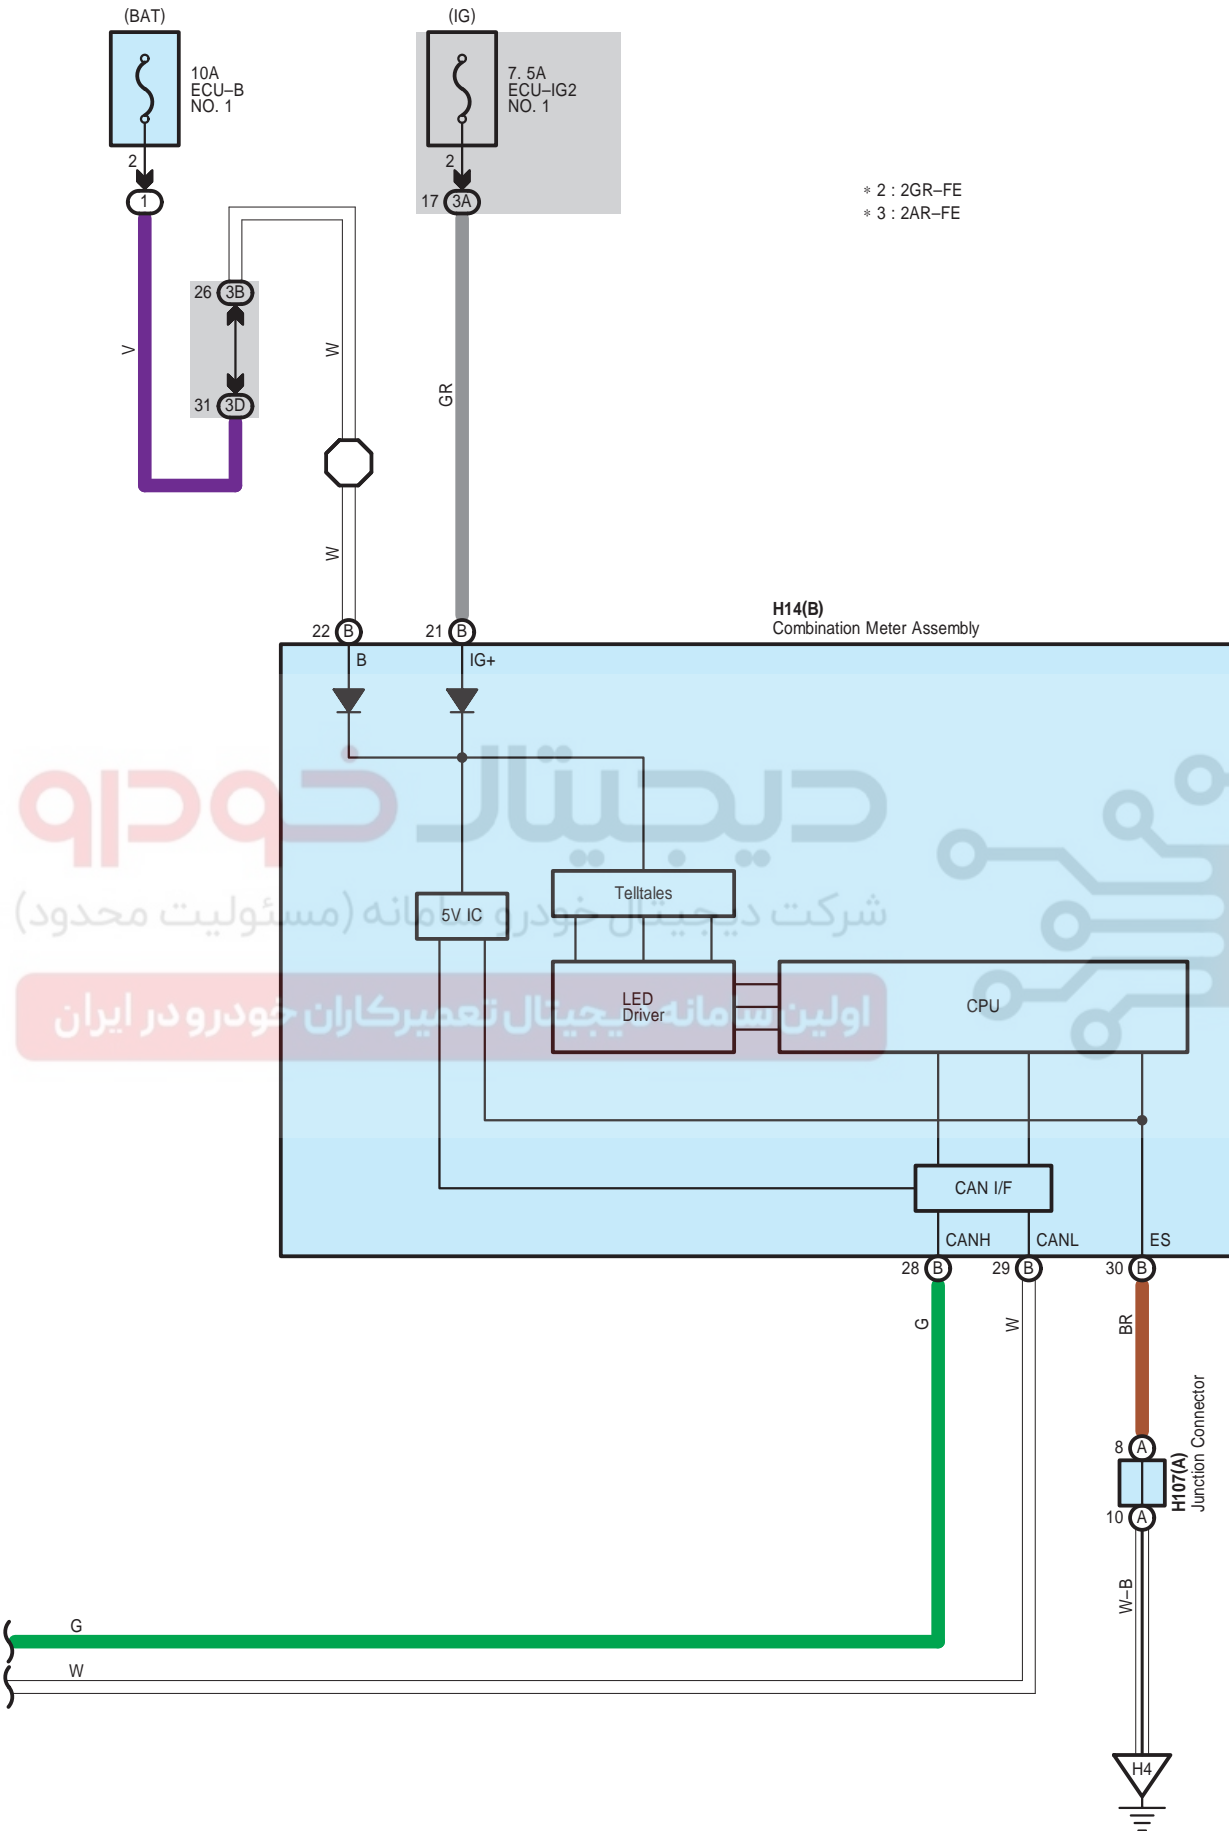 (BAT)
10A
ECU–B
NO. 1
2
1
(IG)
7. 5A
ECU–IG2
NO. 1
2
17 3A
* 2 : 2GR–FE
* 3 : 2AR–FE
26 3B
V
W
GR
31 3D
W
H14(B)
Combination Meter Assembly
22 B
21 B
B
IG+
دیجیتال خودرو
Telltales
5V IC
شرکت دیجیتال خودرو سامانه (مسئولیت محدود)
LED
Driver
CPU
اولین سامانه دیجیتال تعمیرکاران خودرو در ایران
CAN I/F
CANH
CANL
ES
28 B
29 B
30 B
G
W
BR
8 A
H107(A)
Junction Connector
10 A
W–B
G
W
H4